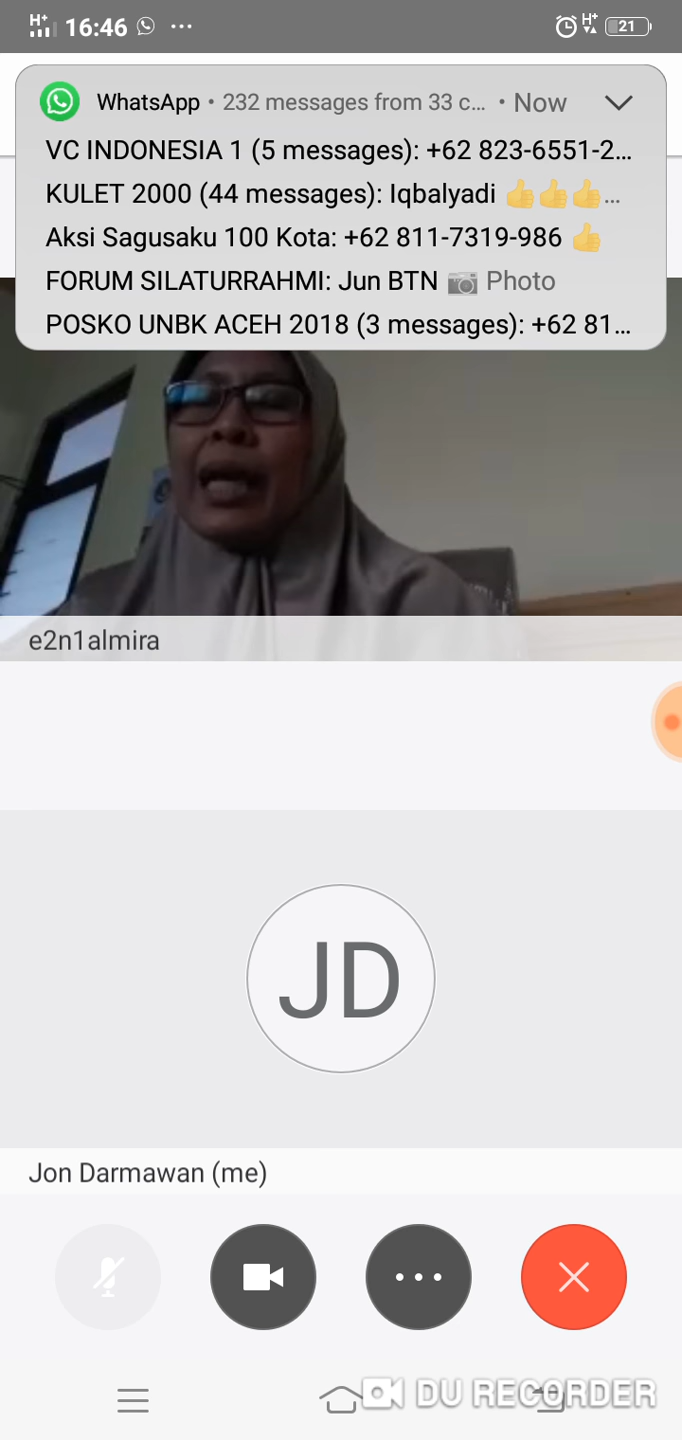 H+ 16:46 H+ 21
WhatsApp • 232 messages from 33 c... • Now
VC INDONESIA 1 (5 messages): +62 823-6551-2...
KULET 2000 (44 messages): Iqbalyadi 👍👍👍...
Aksi Sagusaku 100 Kota: +62 811-7319-986 👍
FORUM SILATURRAHMI: Jun BTN 📷 Photo
POSKO UNBK ACEH 2018 (3 messages): +62 81...
e2n1almira
JD
Jon Darmawan (me)
DU RECORDER